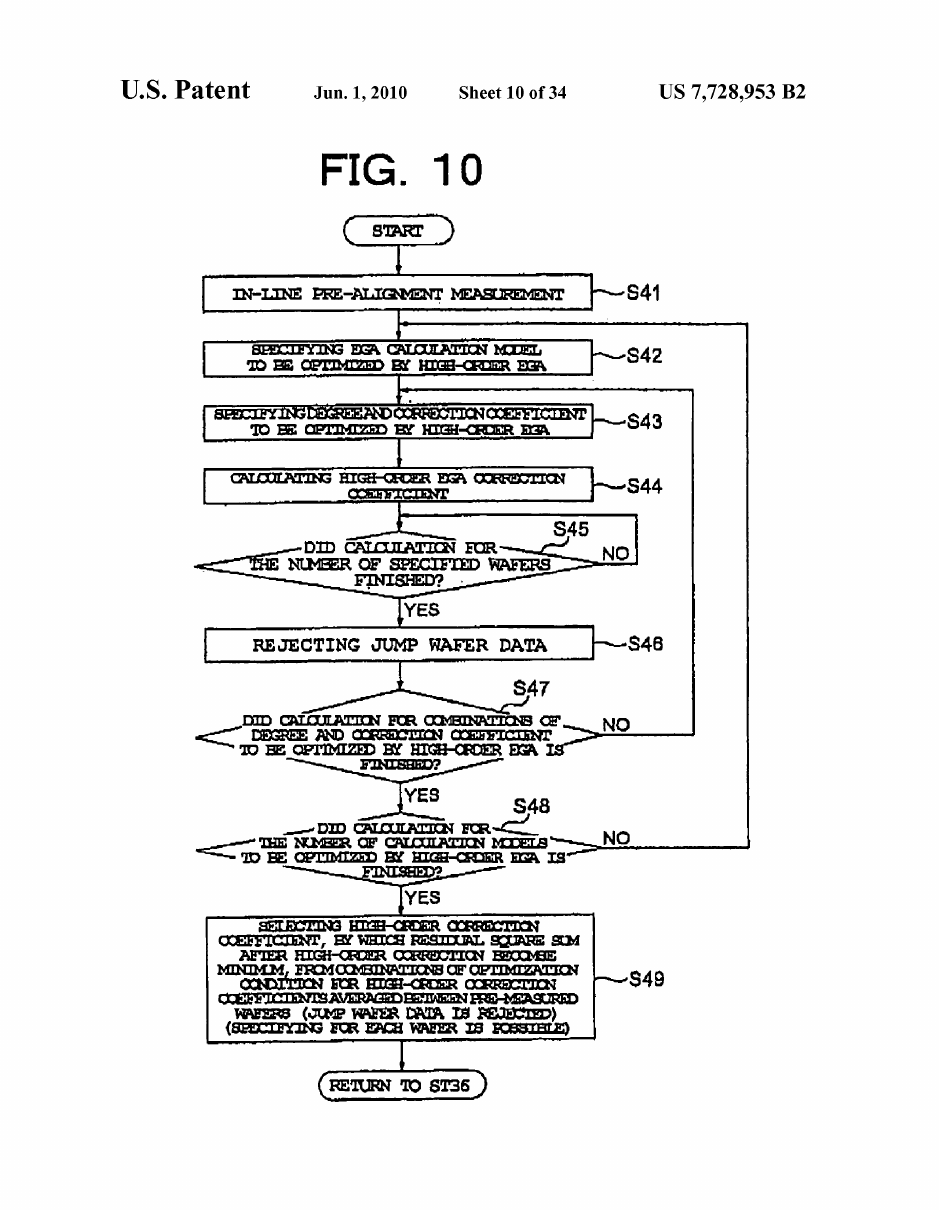 U.S. Patent Jun. 1, 2010 Sheet 10 of 34 US 7,728,953 B2
FIG. 10
START
IN-LINE PRE-ALIGNMENT MEASUREMENT
S41
SPECIFYING EGA CALCULATION MODEL
TO BE OPTIMIZED BY HIGH-ORDER EGA
S42
SPECIFYING DEGREE AND CORRECTION COEFFICIENT
TO BE OPTIMIZED BY HIGH-ORDER EGA
S43
CALCULATING HIGH-ORDER EGA CORRECTION
COEFFICIENT
S44
S45
DID CALCULATION FOR
THE NUMBER OF SPECIFIED WAFERS
FINISHED?
NO
YES
REJECTING JUMP WAFER DATA
S46
S47
DID CALCULATION FOR COMBINATIONS OF
DEGREE AND CORRECTION COEFFICIENT
TO BE OPTIMIZED BY HIGH-ORDER EGA IS
FINISHED?
NO
YES
S48
DID CALCULATION FOR
THE NUMBER OF CALCULATION MODELS
TO BE OPTIMIZED BY HIGH-ORDER EGA IS
FINISHED?
NO
YES
SELECTING HIGH-ORDER CORRECTION
COEFFICIENT, BY WHICH RESIDUAL SQUARE SUM
AFTER HIGH-ORDER CORRECTION BECOMSE
MINIMUM, FROM COMBINATIONS OF OPTIMIZATION
CONDITION FOR HIGH-ORDER CORRECTION
COEFFICIENTS AVERAGED BETWEEN PRE-MEASURED
WAFERS (JUMP WAFER DATA IS REJECTED)
(SPECIFYING FOR EACH WAFER IS POSSIBLE)
S49
RETURN TO ST36